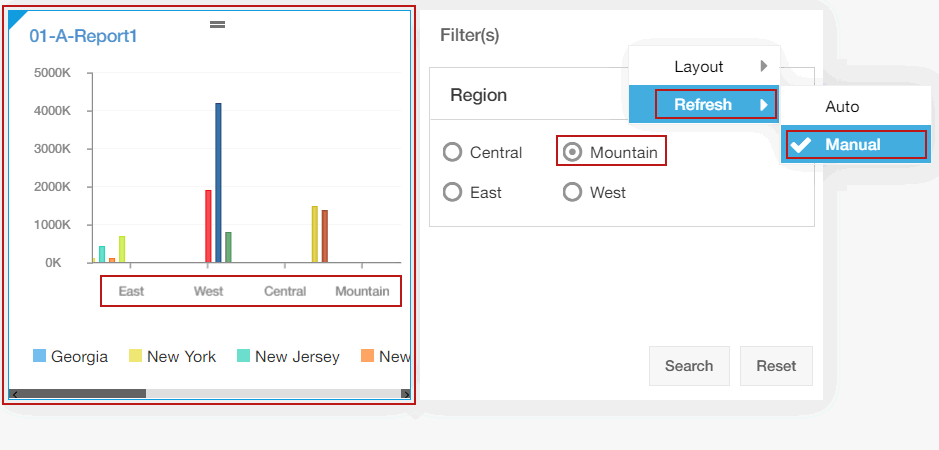 01-A-Report1
5000K
4000K
3000K
2000K
1000K
0K
East West Central Mountain
Georgia New York New Jersey New
Filter(s)
Region
Central Mountain
East West
Search Reset
Layout
Refresh
Auto
Manual